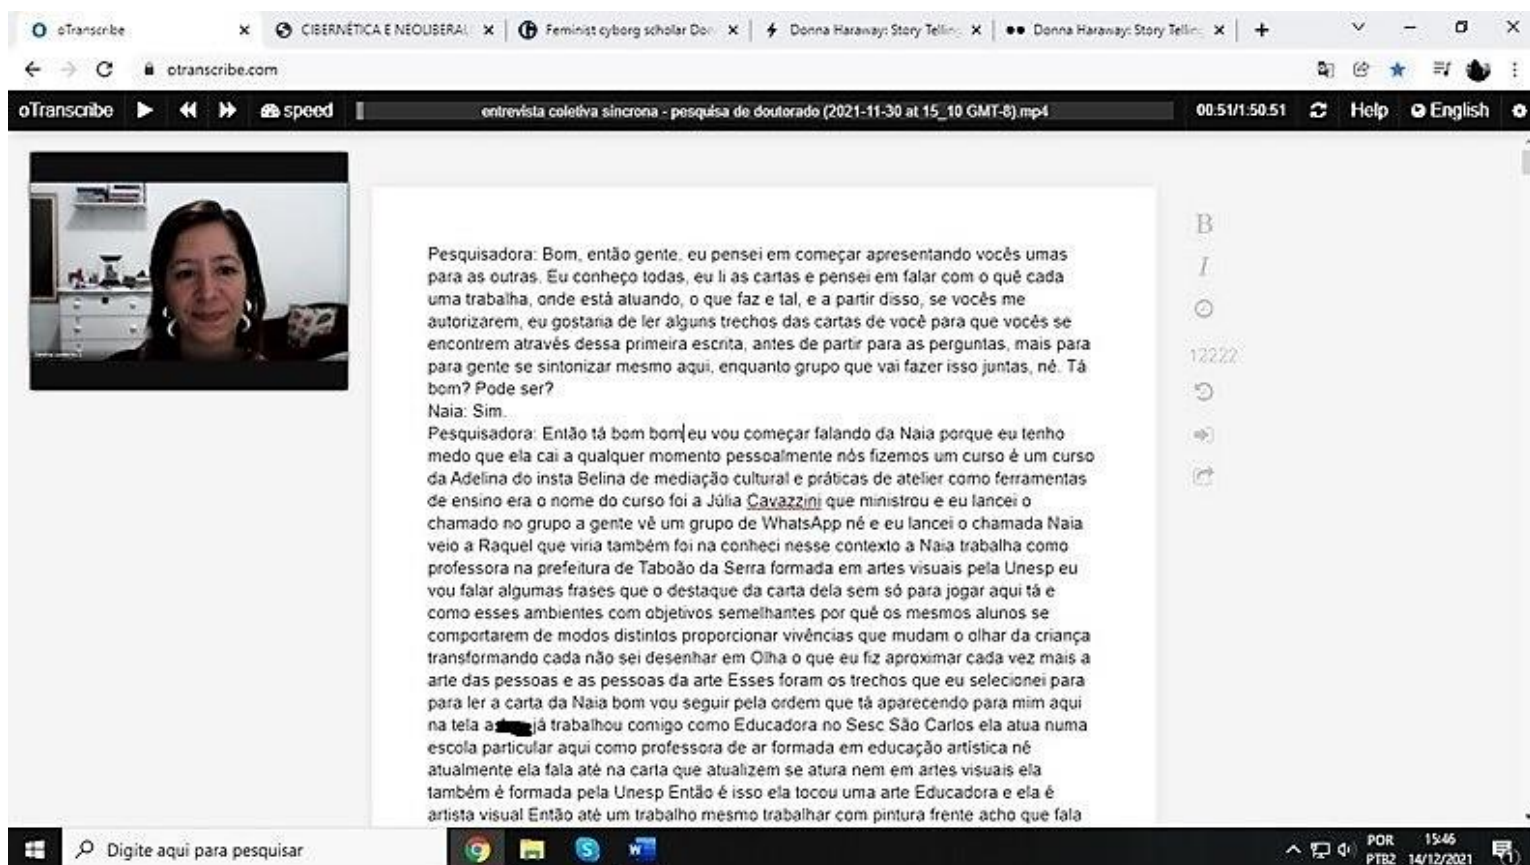 oTranscribe
CIBERNÉTICA E NEOLIBERAL
Feminist cyborg scholar Don
Donna Haraway: Story Telling
Donna Haraway: Story Telling
otranscribe.com
oTranscribe speed entrevista coletiva sincrona - pesquisa de doutorado (2021-11-30 at 15_10 GMT-8).mp4 00:51/1:50.51 Help English
Pesquisadora: Bom, então gente, eu pensei em começar apresentando vocês umas
para as outras. Eu conheço todas, eu li as cartas e pensei em falar com o quê cada
uma trabalha, onde está atuando, o que faz e tal, e a partir disso, se vocês me
autorizarem, eu gostaria de ler alguns trechos das cartas de você para que vocês se
encontrem através dessa primeira escrita, antes de partir para as perguntas, mais para
para gente se sintonizar mesmo aqui, enquanto grupo que vai fazer isso juntas, né. Tá
bom? Pode ser?
Naia: Sim.
Pesquisadora: Então tá bom bom eu vou começar falando da Naia porque eu tenho
medo que ela cai a qualquer momento pessoalmente nós fizemos um curso é um curso
da Adelina do insta Belina de mediação cultural e práticas de atelier como ferramentas
de ensino era o nome do curso foi a Júlia Cavazzini que ministrou e eu lancei o
chamado no grupo a gente vê um grupo de WhatsApp né e eu lancei o chamada Naia
veio a Raquel que viria também foi na conheci nesse contexto a Naia trabalha como
professora na prefeitura de Taboão da Serra formada em artes visuais pela Unesp eu
vou falar algumas frases que o destaque da carta dela sem só para jogar aqui tá e
como esses ambientes com objetivos semelhantes por quê os mesmos alunos se
comportarem de modos distintos proporcionar vivências que mudam o olhar da criança
transformando cada não sei desenhar em Olha o que eu fiz aproximar cada vez mais a
arte das pessoas e as pessoas da arte Esses foram os trechos que eu selecionei para
para ler a carta da Naia bom vou seguir pela ordem que tá aparecendo para mim aqui
na tela a já trabalhou comigo como Educadora no Sesc São Carlos ela atua numa
escola particular aqui como professora de ar formada em educação artística né
atualmente ela fala até na carta que atualizem se atura nem em artes visuais ela
também é formada pela Unesp Então é isso ela tocou uma arte Educadora e ela é
artista visual Então até um trabalho mesmo trabalhar com pintura frente acho que fala
B
I
12222
Digite aqui para pesquisar
POR
PTB2
15:46
14/12/2021